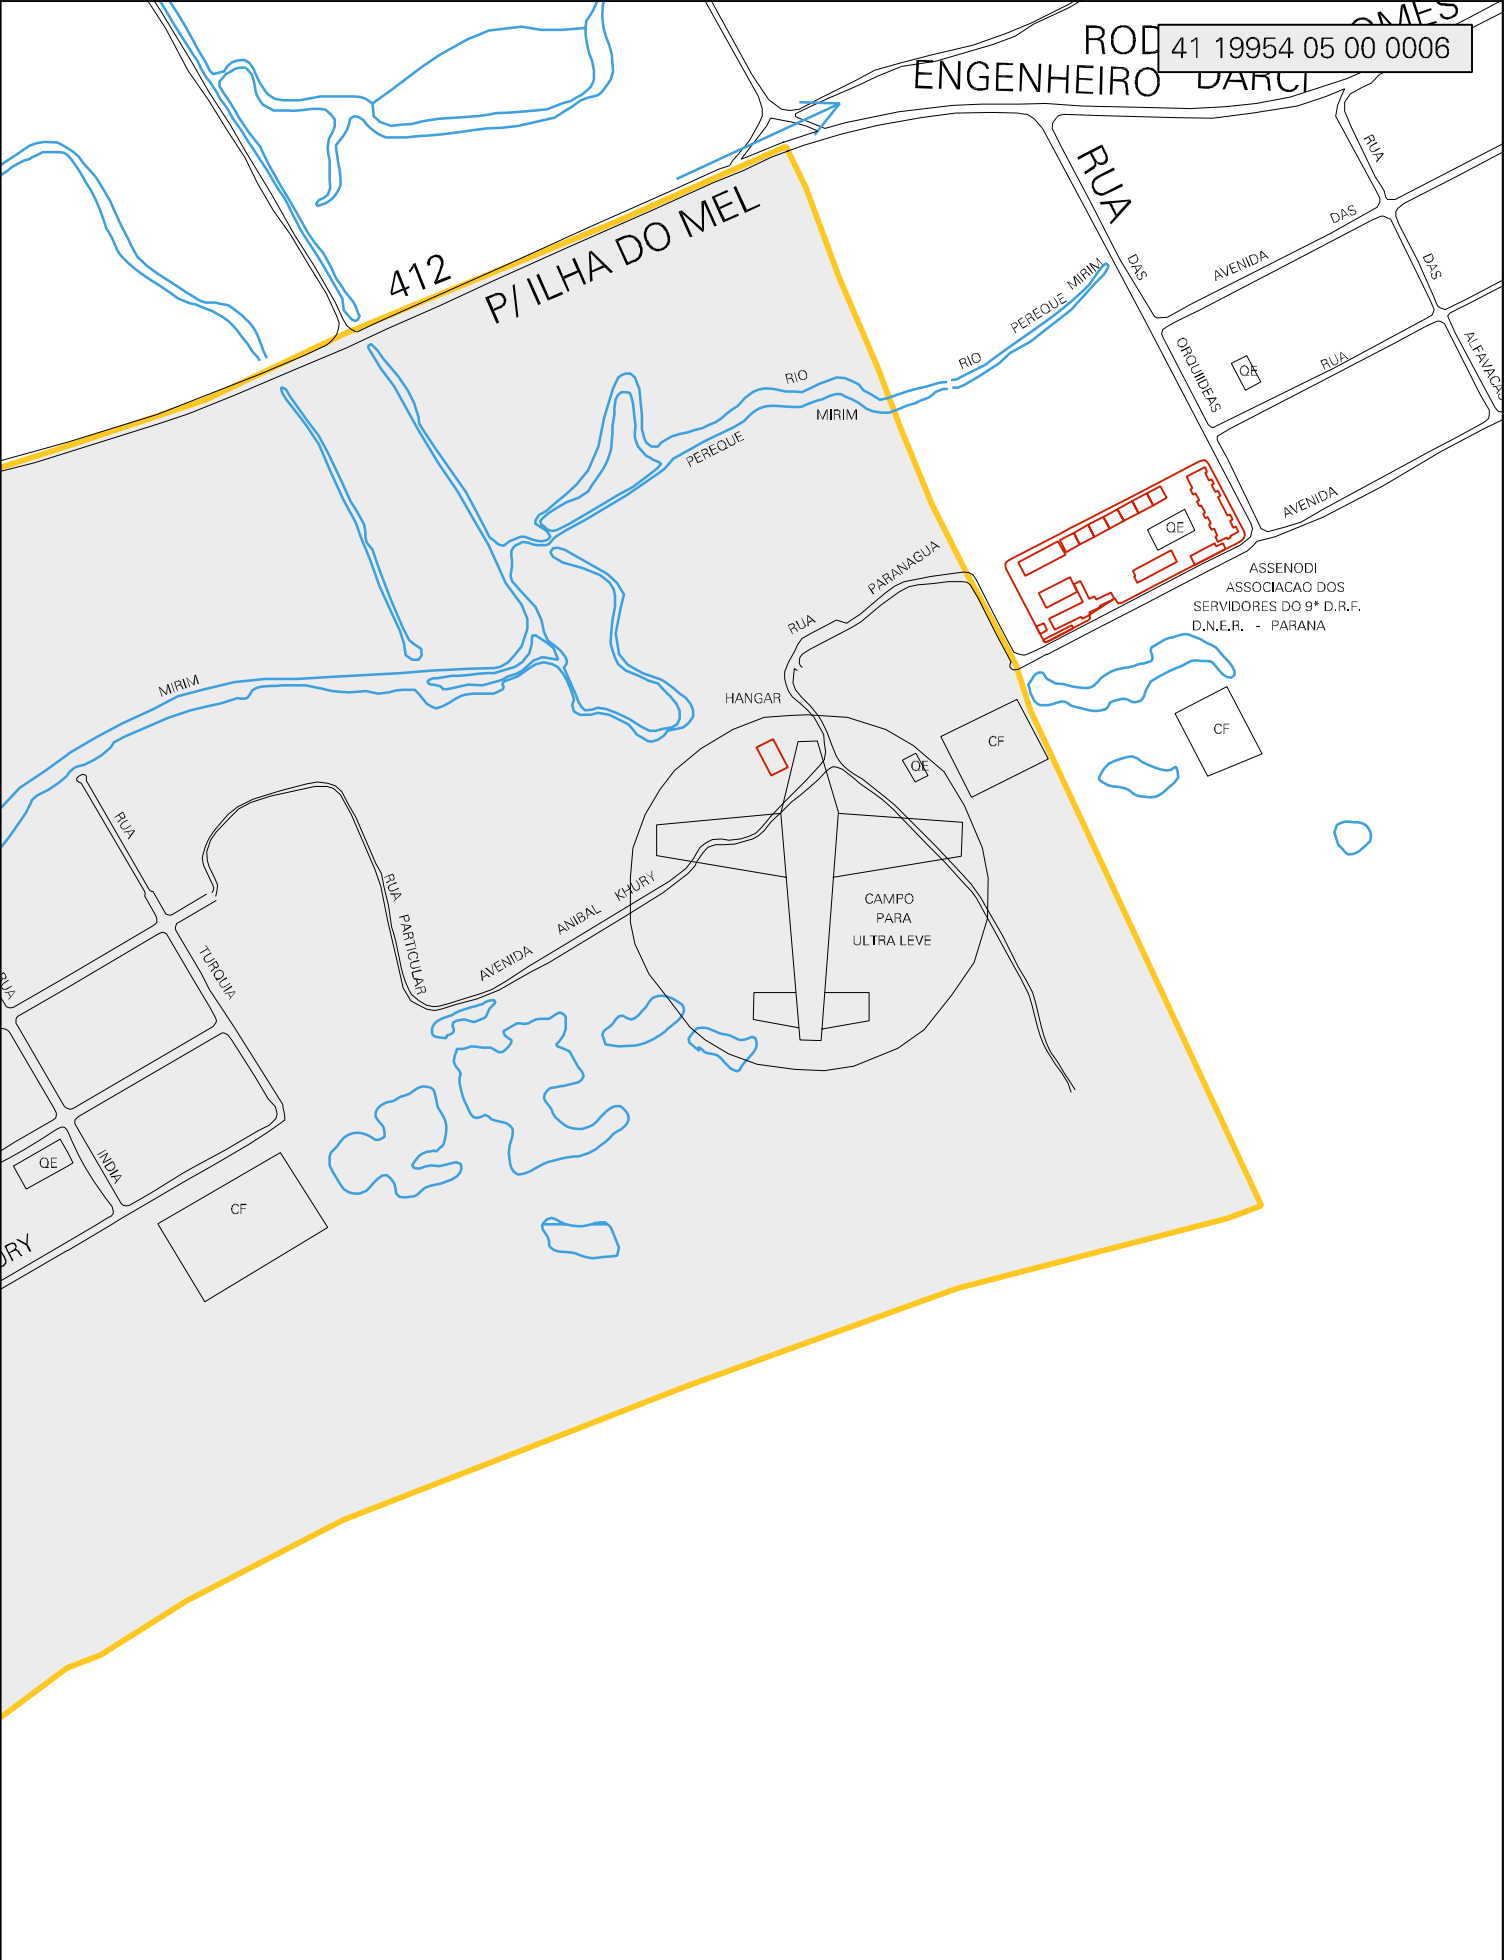 ROD
41 19954 05 00 0006
ENGENHEIRO DARCI
RUA
RUA
412
P/ ILHA DO MEL
DAS
DAS
AVENIDA
DAS
PEREQUE MIRIM
RIO
ORQUIIDEAS
QE
RUA
ALFAVACAS
RIO
MIRIM
PEREQUE
AVENIDA
QE
PARANAGUA
RUA
ASSENODI
ASSOCIACAO DOS
SERVIDORES DO 9* D.R.F.
D.N.E.R. - PARANA
MIRIM
HANGAR
CF
CF
QE
RUA
RUA PARTICULAR
AVENIDA ANIBAL KHURY
CAMPO
PARA
ULTRA LEVE
TURQUIA
RUA
QE
INDIA
CF